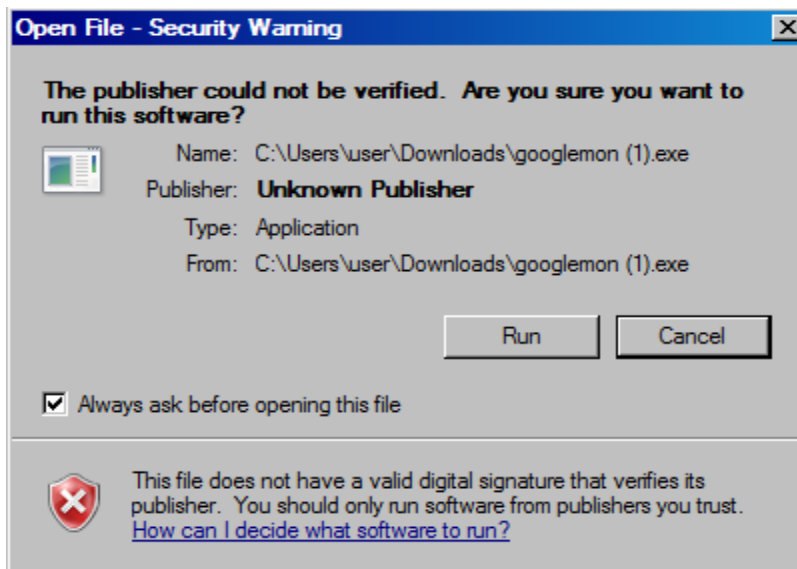 Open File - Security Warning
The publisher could not be verified.  Are you sure you want to
run this software?
Name: C:\Users\user\Downloads\googlemon (1).exe
Publisher: Unknown Publisher
Type: Application
From: C:\Users\user\Downloads\googlemon (1).exe
Run Cancel
Always ask before opening this file
This file does not have a valid digital signature that verifies its
publisher.  You should only run software from publishers you trust.
How can I decide what software to run?